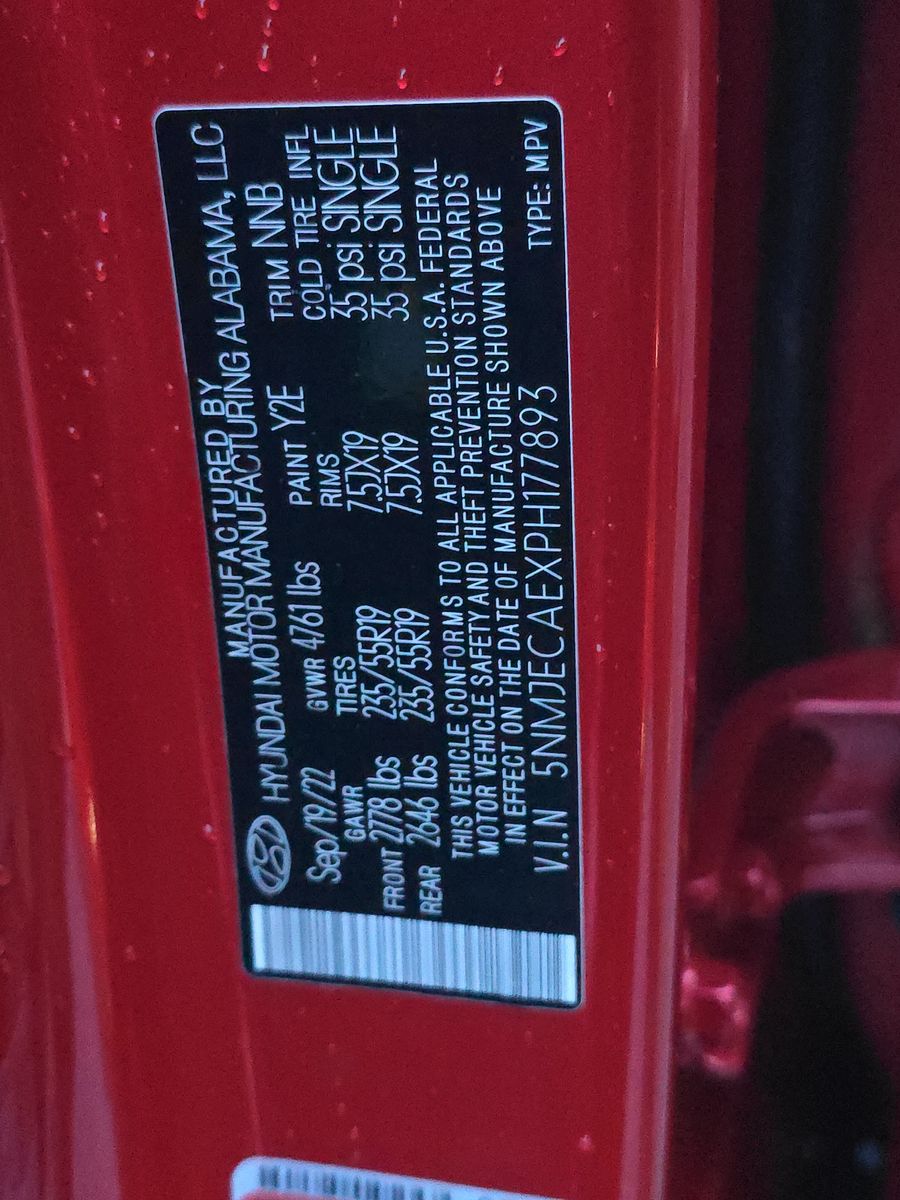 MANUFACTURED BY
HYUNDAI MOTOR MANUFACTURING ALABAMA, LLC
Sep/19/22 GVWR 4761 lbs PAINT Y2E TRIM NNB
GAWR TIRES RIMS COLD TIRE INFL
FRONT 2778 lbs 235/55R19 7.5JX19 35 psi SINGLE
REAR 2646 lbs 235/55R19 7.5JX19 35 psi SINGLE
THIS VEHICLE CONFORMS TO ALL APPLICABLE U.S.A. FEDERAL
MOTOR VEHICLE SAFETY AND THEFT PREVENTION STANDARDS
IN EFFECT ON THE DATE OF MANUFACTURE SHOWN ABOVE
V.I.N 5NMJECAEXPH177893 TYPE: MPV